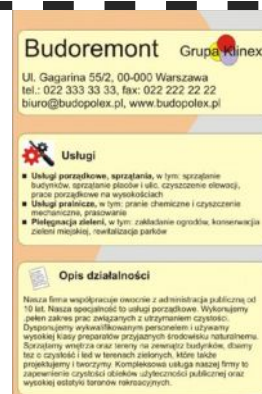 Budoremont
Grupa Klinex
Ul. Gagarina 55/2, 00-000 Warszawa
tel.: 022 333 33 33, fax: 022 222 22 22
biuro@budopolex.pl, www.budopolex.pl
Usługi
Usługi porządkowe, sprzątania, w tym: sprzątanie
budynków, sprzątanie placów i ulic, czyszczenie elewacji,
prace porządkowe na wysokościach
Usługi pralnicze, w tym: pranie chemiczne i czyszczenie
mechaniczne, prasowanie
Pielęgnacja zieleni, w tym: zakładanie ogrodów, konserwacja
zieleni miejskiej, rewitalizacja parków
Opis działalności
Nasza firma współpracuje owocnie z administracją publiczną od
10 lat. Nasza specjalność to usługi porządkowe. Wykonujemy
pełen zakres prac związanych z utrzymaniem czystości.
Dysponujemy wykwalifikowanym personelem i używamy
wysokiej klasy preparatów przyjaznych środowisku naturalnemu.
Sprzątamy wnętrza oraz tereny na zewnątrz budynków, dbamy
też o czystość i ład w terenach zielonych, które także
projektujemy i tworzymy. Kompleksowa usługa naszej firmy to
zapewnienie czystości obiektów użyteczności publicznej oraz
wysokiej estetyki terenów rekreacyjnych.